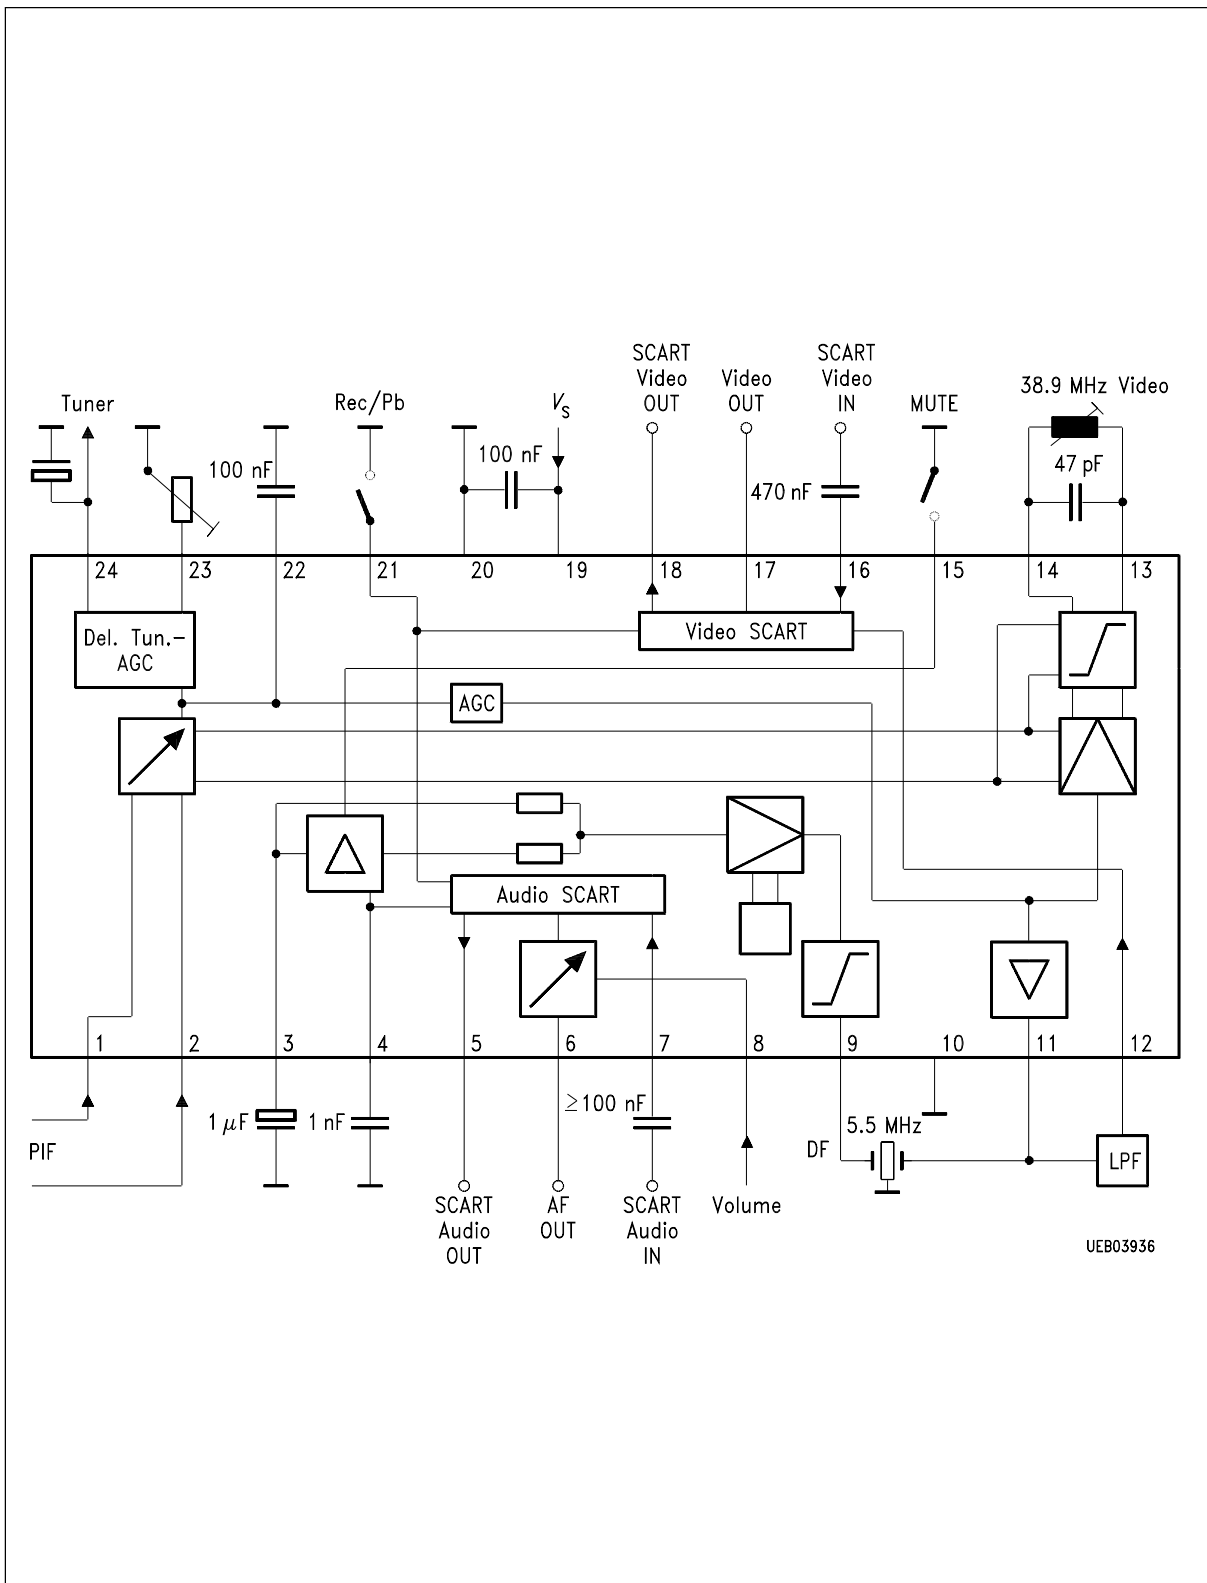 SCART
Video
OUT
Video
OUT
SCART
Video
IN
38.9 MHz Video
Tuner
Rec/Pb
V_S
MUTE
100 nF
100 nF
470 nF
47 pF
24
23
22
21
20
19
18
17
16
15
14
13
Del. Tun.-
AGC
Video SCART
AGC
Audio SCART
1
2
3
4
5
6
7
8
9
10
11
12
PIF
1 μF
1 nF
≥100 nF
DF
5.5 MHz
LPF
SCART
Audio
OUT
AF
OUT
SCART
Audio
IN
Volume
UEB03936